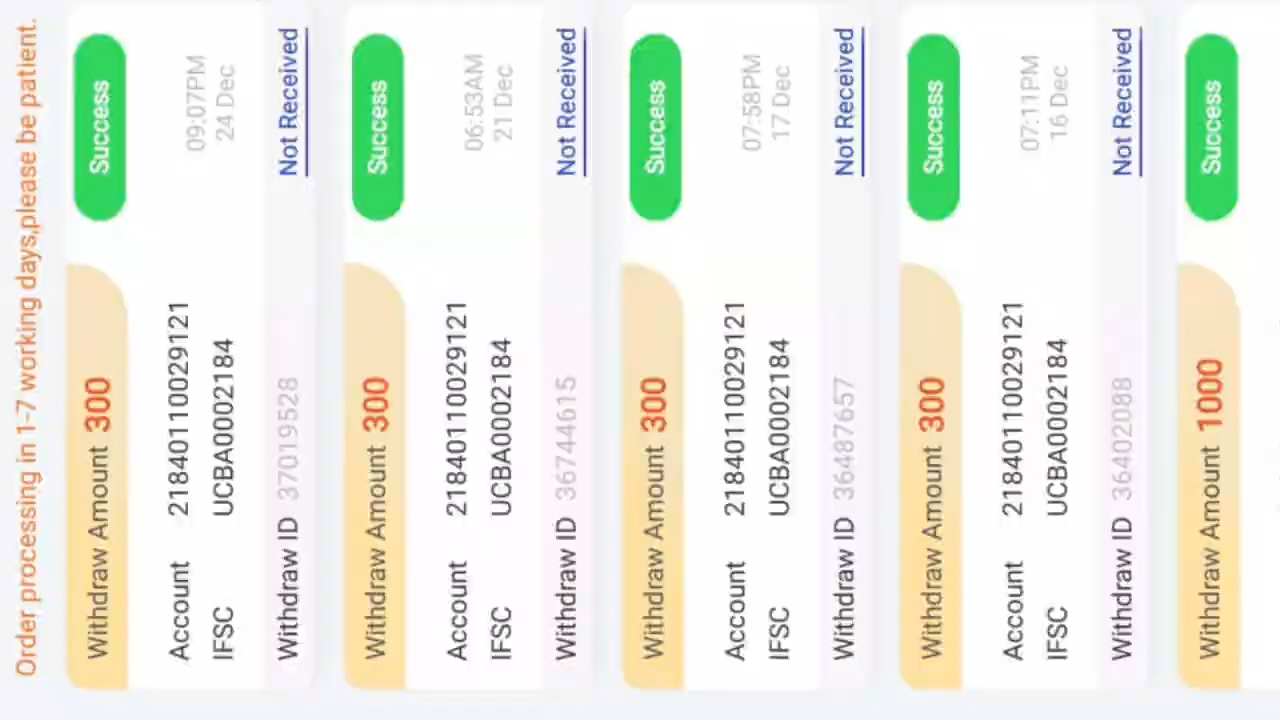 Order processing in 1-7 working days,please be patient.
Withdraw Amount 300
Success
Account 21840110029121
09:07PM
IFSC UCBA0002184
24 Dec
Withdraw ID 37019528
Not Received
Withdraw Amount 300
Success
Account 21840110029121
06:53AM
IFSC UCBA0002184
21 Dec
Withdraw ID 36744615
Not Received
Withdraw Amount 300
Success
Account 21840110029121
07:58PM
IFSC UCBA0002184
17 Dec
Withdraw ID 36487657
Not Received
Withdraw Amount 300
Success
Account 21840110029121
07:11PM
IFSC UCBA0002184
16 Dec
Withdraw ID 36402088
Not Received
Withdraw Amount 1000
Success